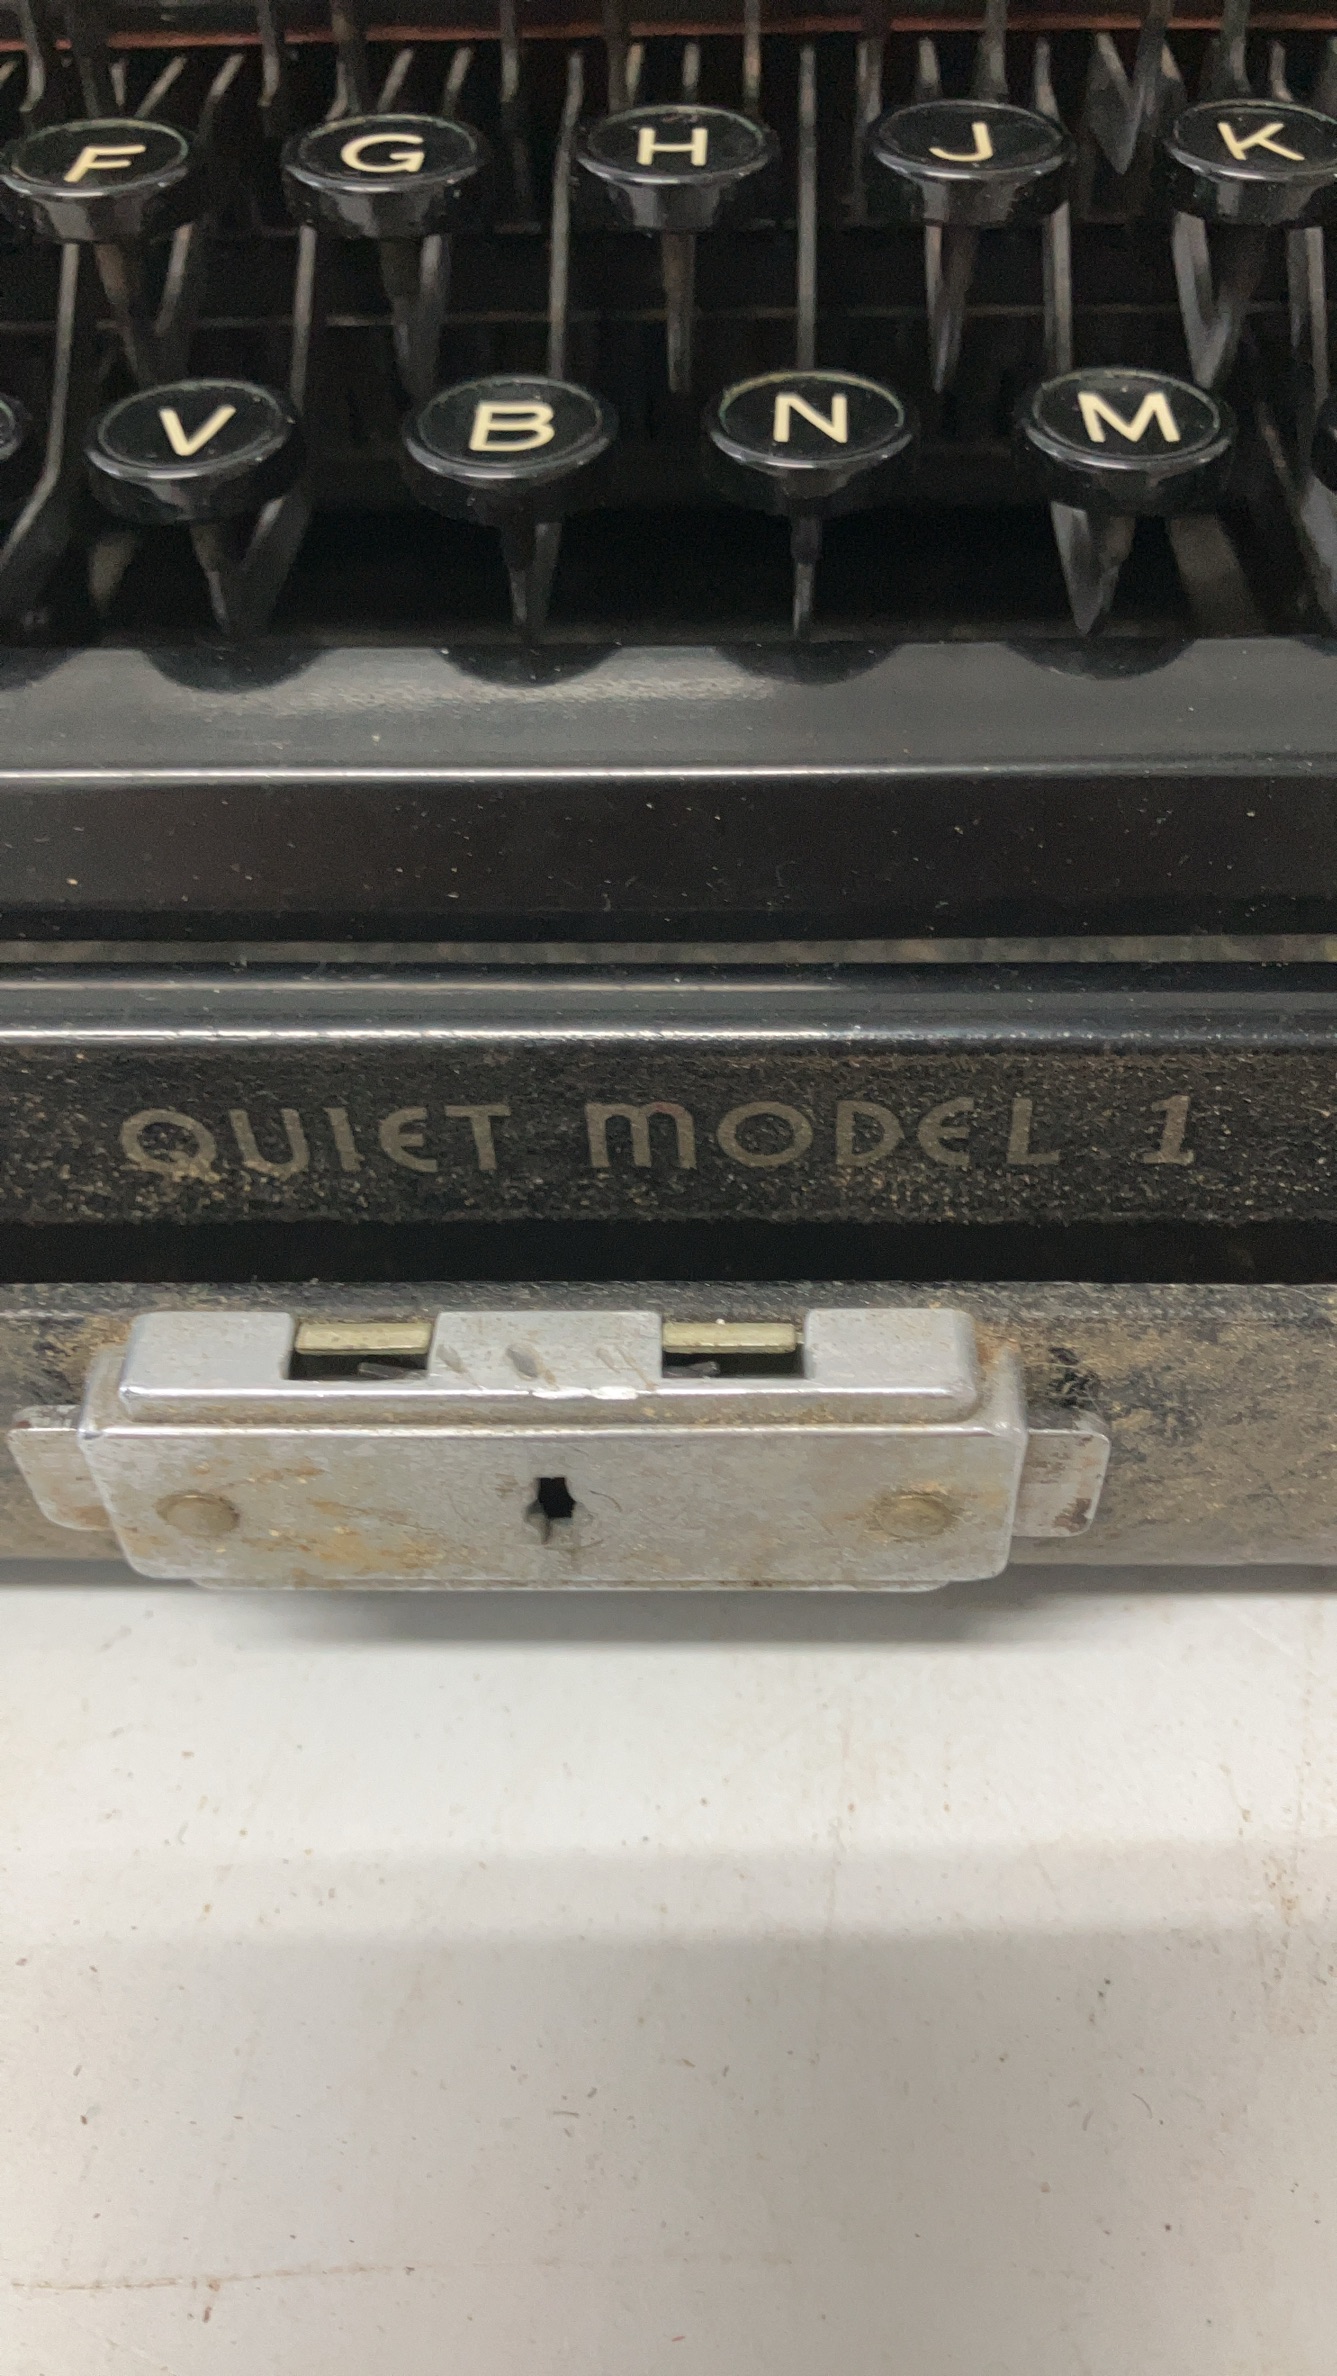 F G H J K
V B N M
QUIET MODEL 1